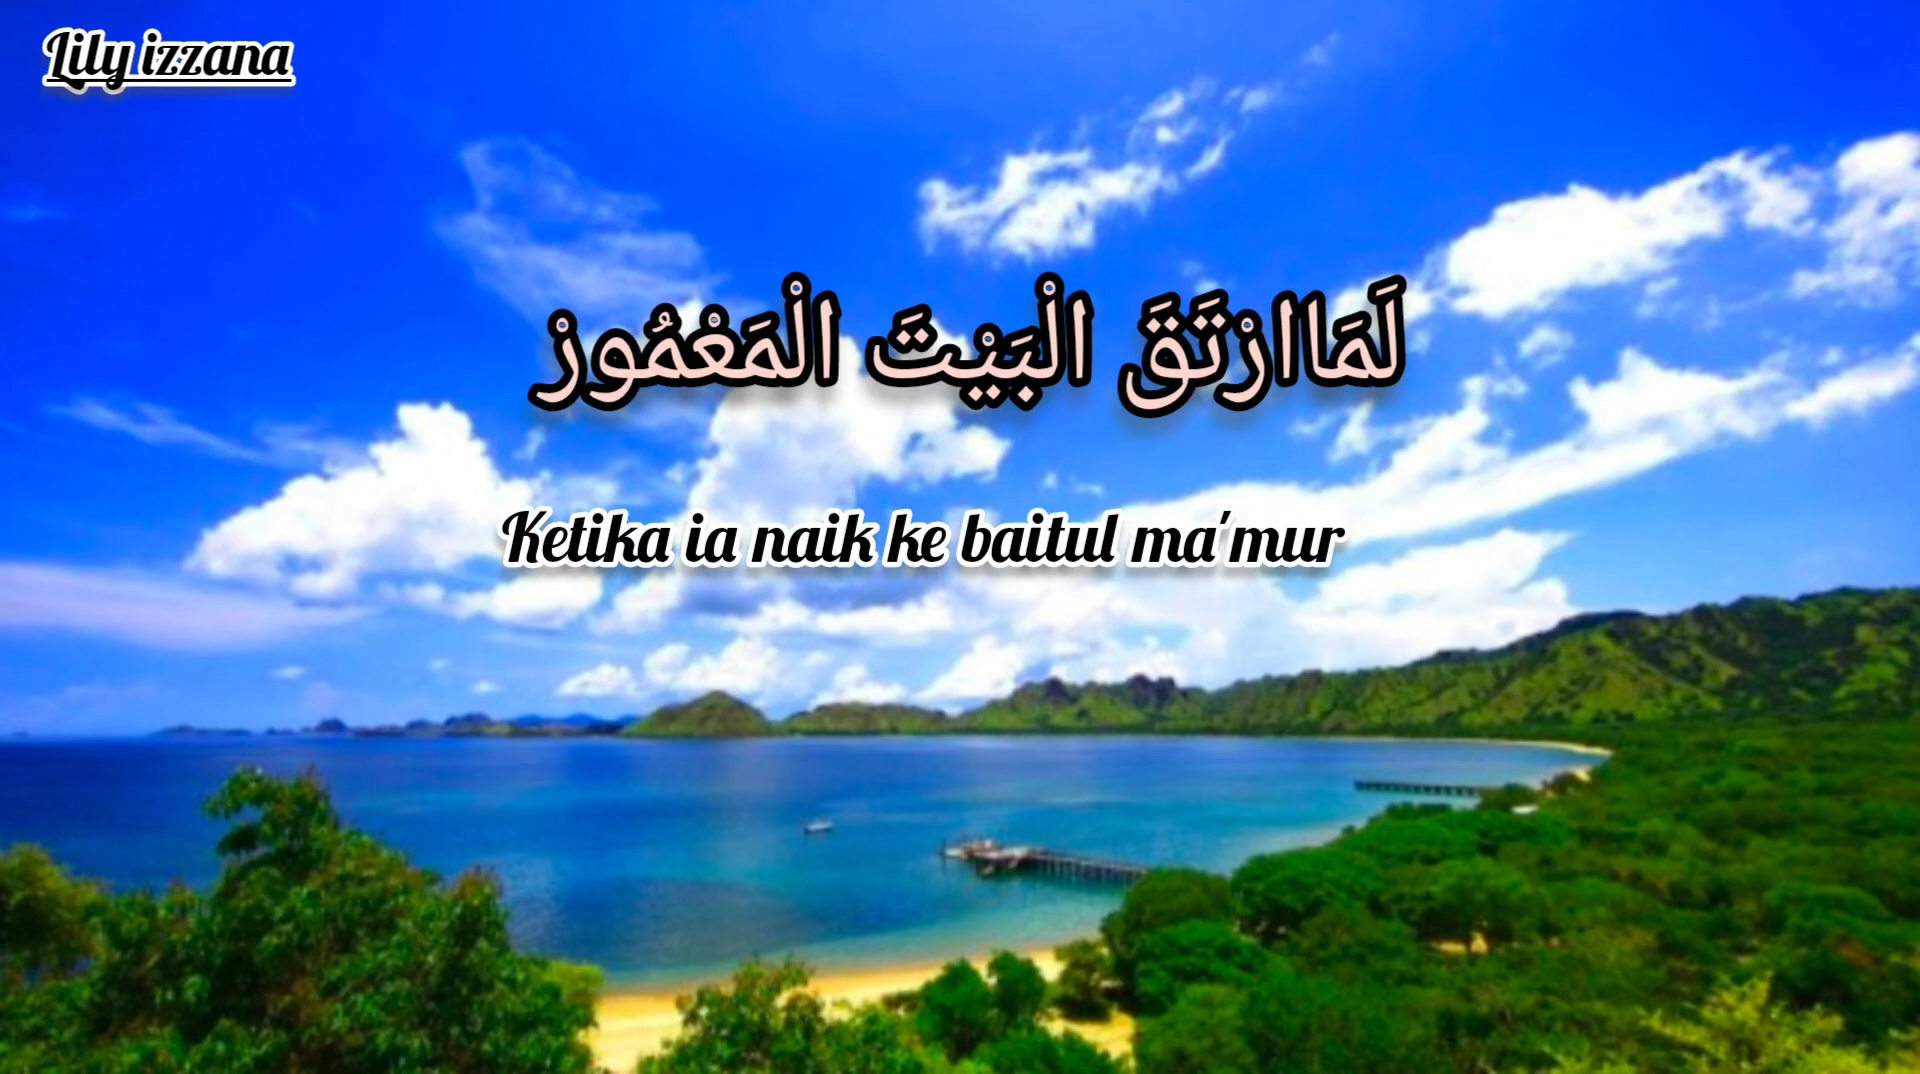 Lily izzana
لَمَاارْتَقَ الْبَيْتَ الْمَعْمُورْ
Ketika ia naik ke baitul ma'mur